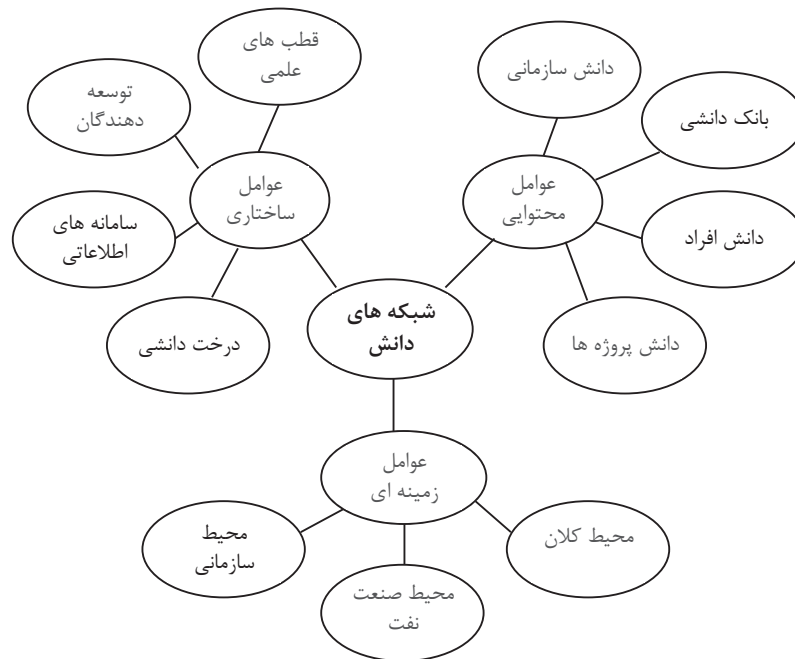 قطب های
علمی
توسعه
دهندگان
عوامل
ساختاری
سامانه های
اطلاعاتی
درخت دانشی
دانش سازمانی
بانک دانشی
عوامل
محتوایی
دانش افراد
دانش پروژه ها
شبکه های
دانش
عوامل
زمینه ای
محیط
سازمانی
محیط صنعت
نفت
محیط کلان